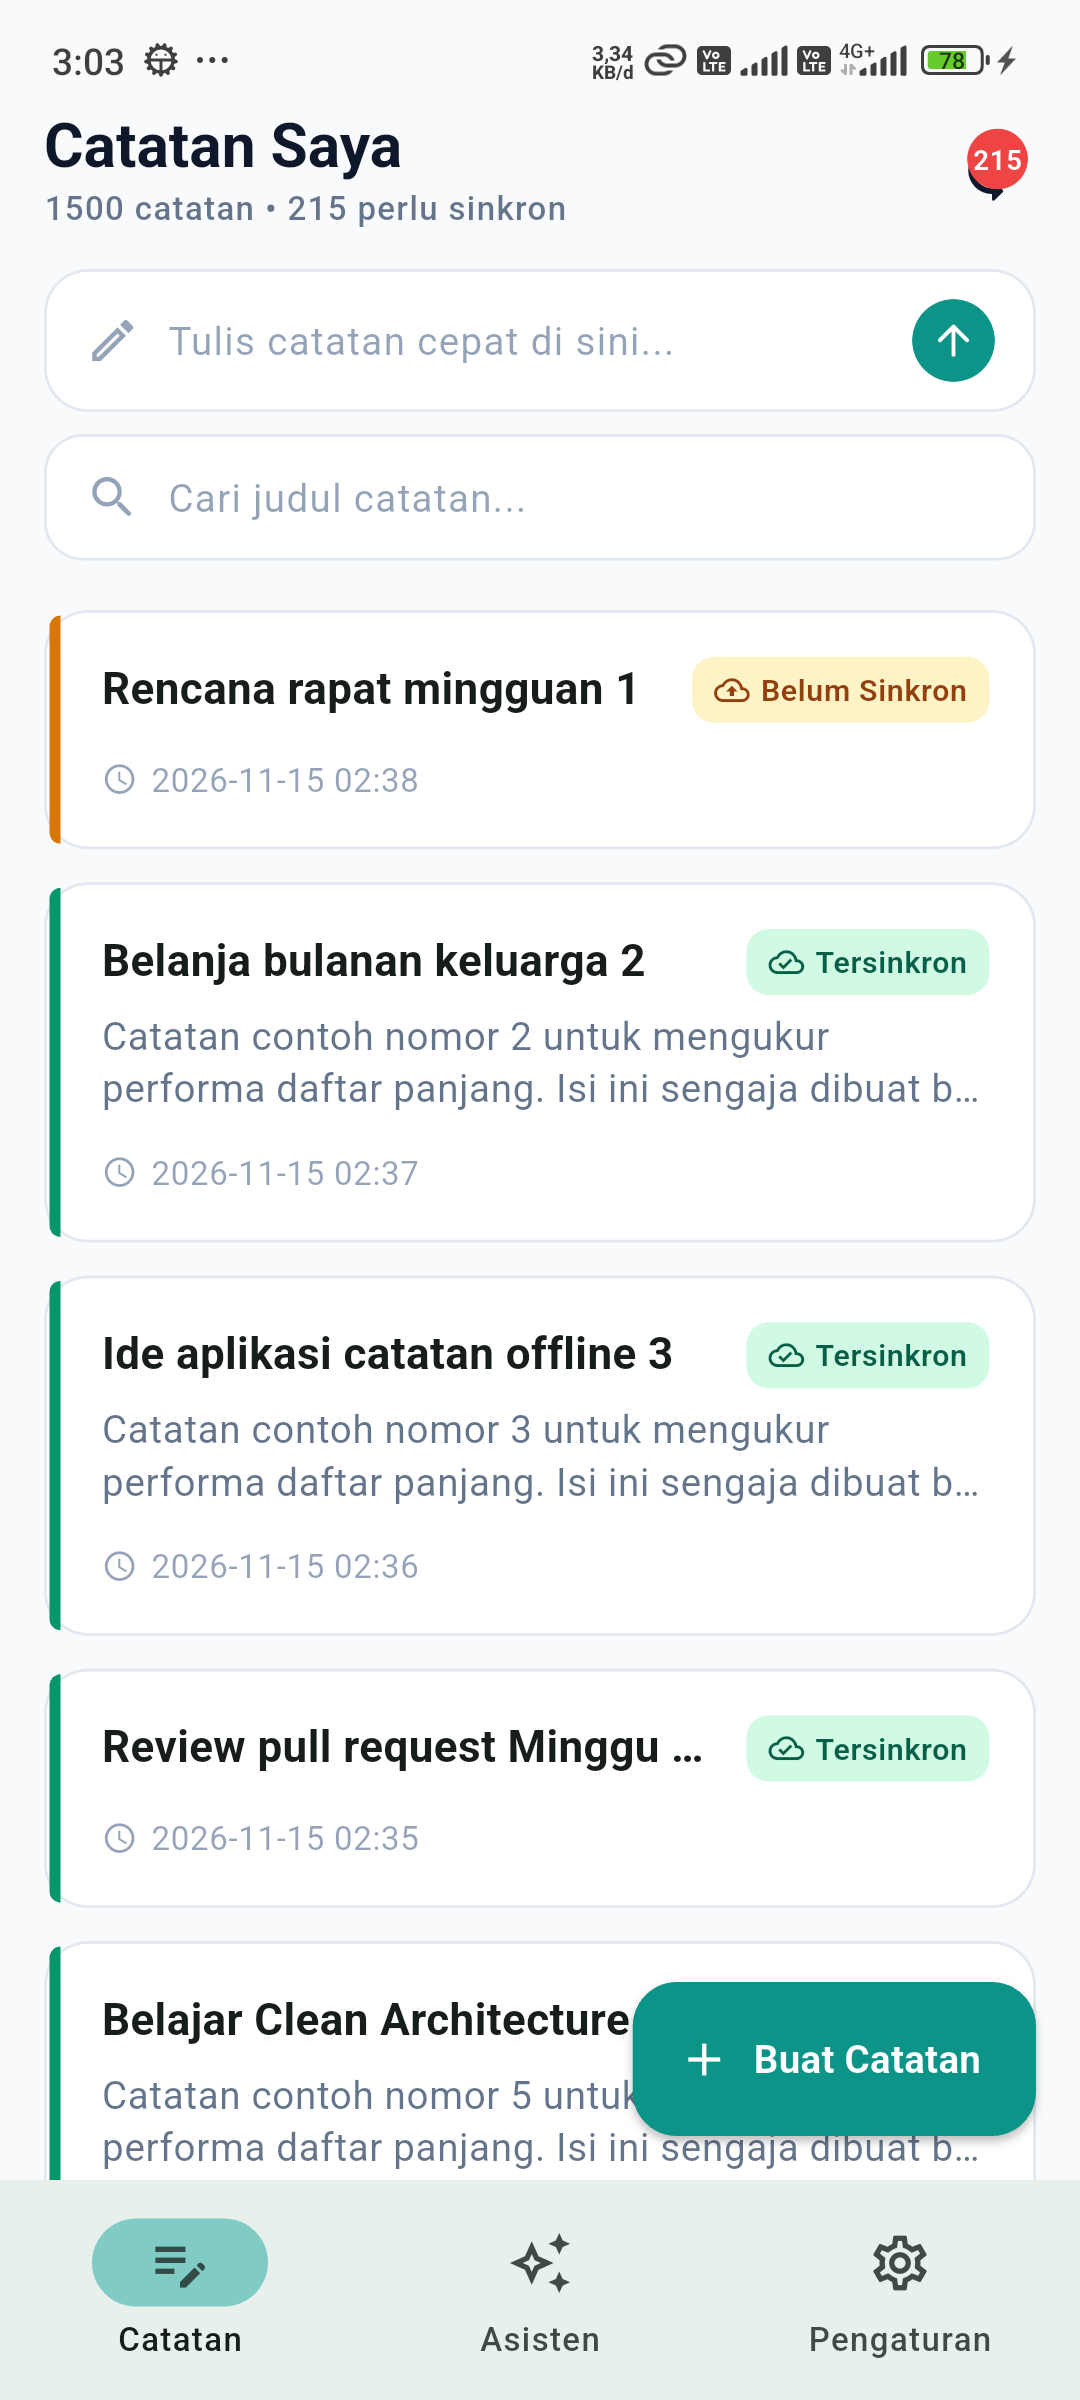 3:03
3,34
KB/d
Vo
LTE
Vo
LTE
4G+
78
Catatan Saya
215
1500 catatan • 215 perlu sinkron
Tulis catatan cepat di sini...
Cari judul catatan...
Rencana rapat mingguan 1
Belum Sinkron
2026-11-15 02:38
Belanja bulanan keluarga 2
Tersinkron
Catatan contoh nomor 2 untuk mengukur
performa daftar panjang. Isi ini sengaja dibuat b…
2026-11-15 02:37
Ide aplikasi catatan offline 3
Tersinkron
Catatan contoh nomor 3 untuk mengukur
performa daftar panjang. Isi ini sengaja dibuat b…
2026-11-15 02:36
Review pull request Minggu …
Tersinkron
2026-11-15 02:35
Belajar Clean Architecture
Buat Catatan
Catatan contoh nomor 5 untuk
performa daftar panjang. Isi ini sengaja dibuat b…
Catatan
Asisten
Pengaturan